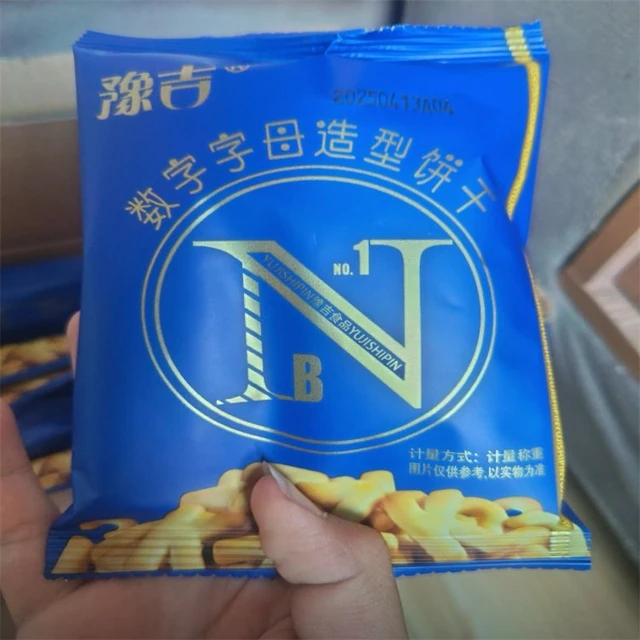 豫吉®
20250413A04
数字字母造型饼干
NO.1
N
YUJISHIPIN豫吉食品YUJISHIPIN
B
计量方式：计量称重
图片仅供参考,以实物为准